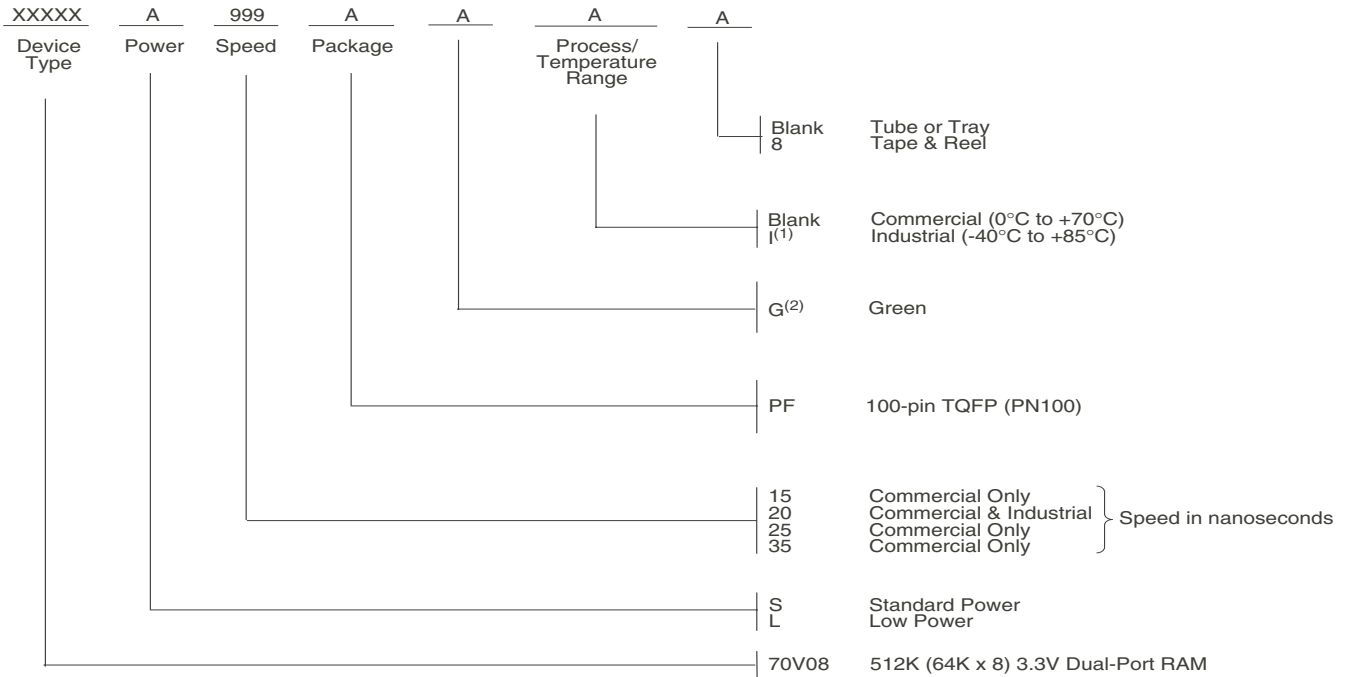 XXXXX A 999 A A A A
Device Type Power Speed Package Process/ Temperature Range
Blank Tube or Tray
8 Tape & Reel
Blank Commercial (0°C to +70°C)
I(1) Industrial (-40°C to +85°C)
G(2) Green
PF 100-pin TQFP (PN100)
15 Commercial Only
20 Commercial & Industrial
25 Commercial Only
35 Commercial Only
Speed in nanoseconds
S Standard Power
L Low Power
70V08 512K (64K x 8) 3.3V Dual-Port RAM